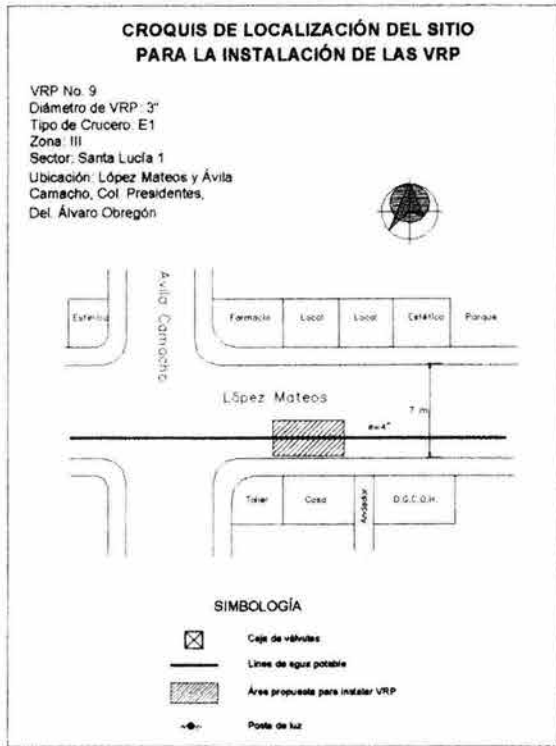 CROQUIS DE LOCALIZACIÓN DEL SITIO
PARA LA INSTALACIÓN DE LAS VRP
VRP No. 9
Diámetro de VRP: 3"
Tipo de Crucero: E1
Zona: III
Sector: Santa Lucía 1
Ubicación: López Mateos y Ávila
Camacho, Col. Presidentes,
Del. Álvaro Obregón
Avila Camacho
Farmacia
Local
Local
Estética
Parque
López Mateos
7 m
ø=4"
Taller
Casa
Andador
D.G.C.O.H.
SIMBOLOGÍA
Caja de válvulas
Línea de agua potable
Área propuesta para instalar VRP
Poste de luz